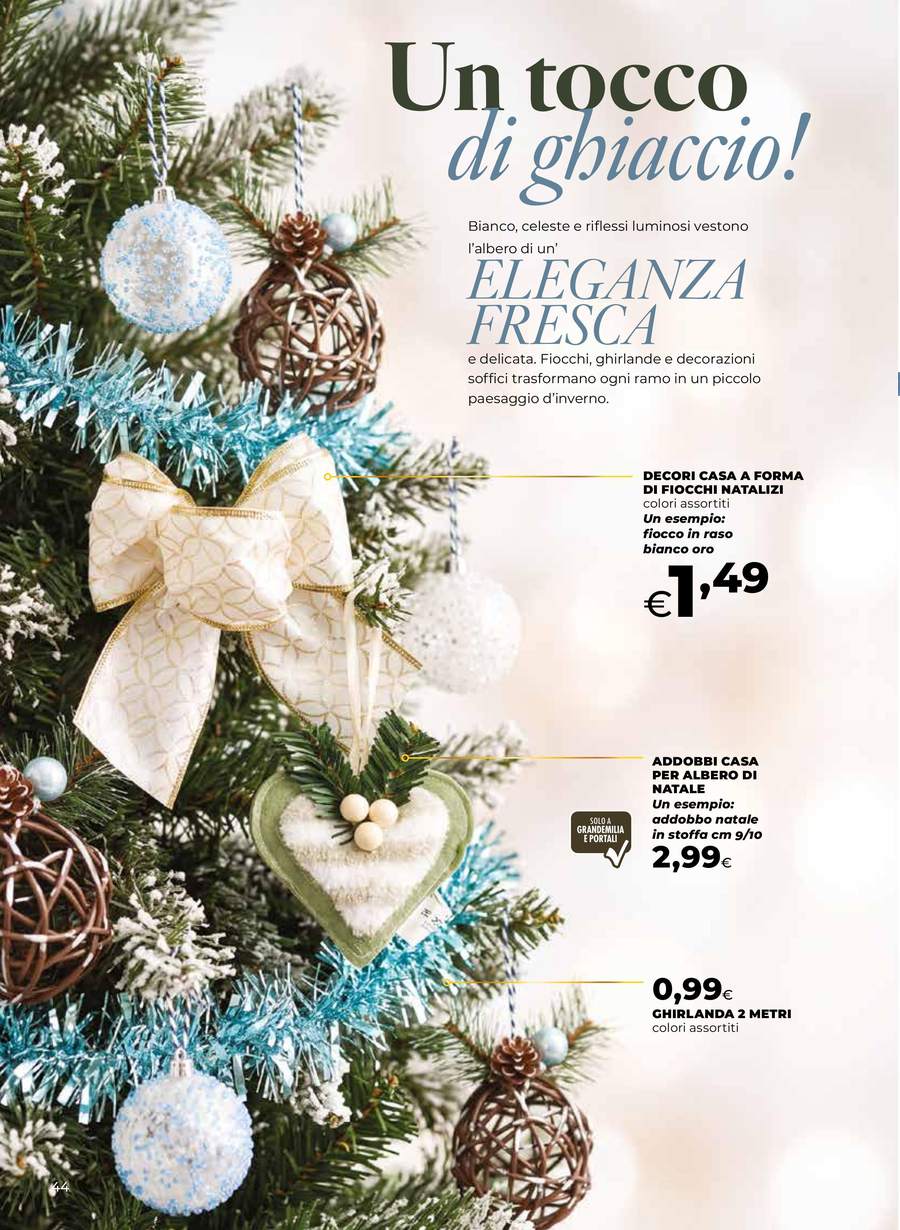 Un tocco
di ghiaccio!
Bianco, celeste e riflessi luminosi vestono
l'albero di un'
ELEGANZA
FRESCA
e delicata. Fiocchi, ghirlande e decorazioni
soffici trasformano ogni ramo in un piccolo
paesaggio d'inverno.
DECORI CASA A FORMA
DI FIOCCHI NATALIZI
colori assortiti
Un esempio:
fiocco in raso
bianco oro
€1,49
ADDOBBI CASA
PER ALBERO DI
NATALE
Un esempio:
addobbo natale
in stoffa cm 9/10
2,99€
SOLO A
GRANDEMILIA
E PORTALI
0,99€
GHIRLANDA 2 METRI
colori assortiti
44